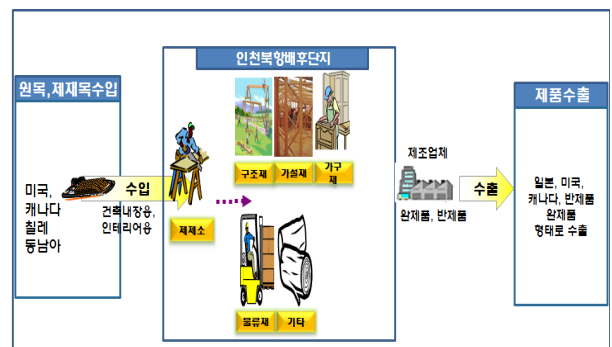 인천북항배후단지
원목,제재목수입
제품수출
미국,
캐나다
칠레
동남아
수입
건축내장용,
인테리어용
제제소
구조재
가설재
가구
재
물류재
기타
제조업체
완제품, 반제품
수출
일본, 미국,
캐나다, 반제품
완제품
형태로 수출